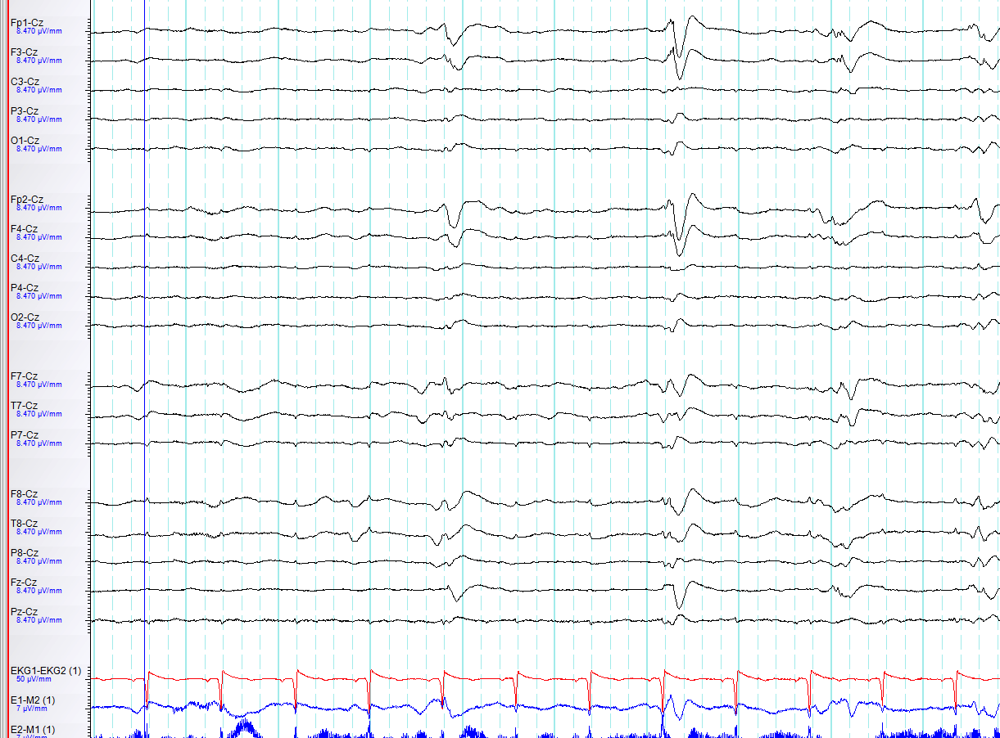 Fp1-Cz
8.470 µV/mm
F3-Cz
8.470 µV/mm
C3-Cz
8.470 µV/mm
P3-Cz
8.470 µV/mm
O1-Cz
8.470 µV/mm
Fp2-Cz
8.470 µV/mm
F4-Cz
8.470 µV/mm
C4-Cz
8.470 µV/mm
P4-Cz
8.470 µV/mm
O2-Cz
8.470 µV/mm
F7-Cz
8.470 µV/mm
T7-Cz
8.470 µV/mm
P7-Cz
8.470 µV/mm
F8-Cz
8.470 µV/mm
T8-Cz
8.470 µV/mm
P8-Cz
8.470 µV/mm
Fz-Cz
8.470 µV/mm
Pz-Cz
8.470 µV/mm
EKG1-EKG2 (1)
50 µV/mm
E1-M2 (1)
7 µV/mm
E2-M1 (1)
7 µV/mm